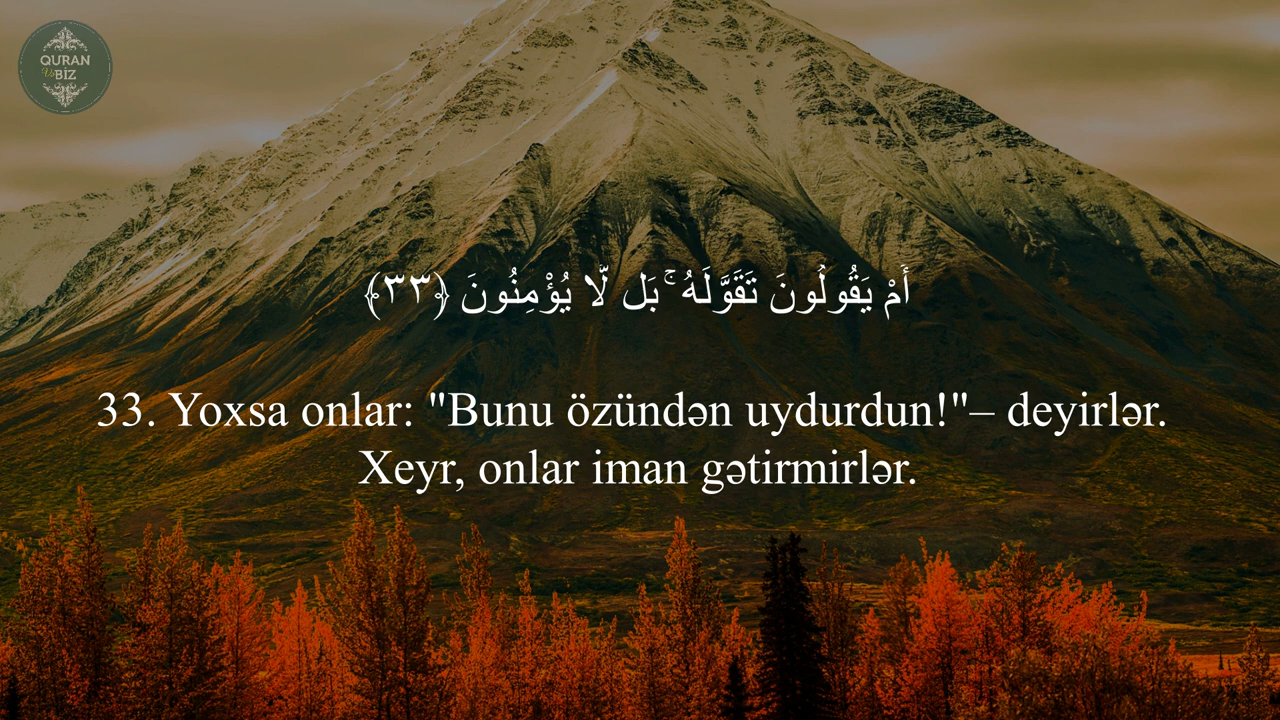 QURAN
Və BİZ
أَمْ يَقُولُونَ تَقَوَّلَهُ ۚ بَل لَّا يُؤْمِنُونَ ﴿٣٣﴾
33. Yoxsa onlar: "Bunu özündən uydurdun!"– deyirlər.
Xeyr, onlar iman gətirmirlər.